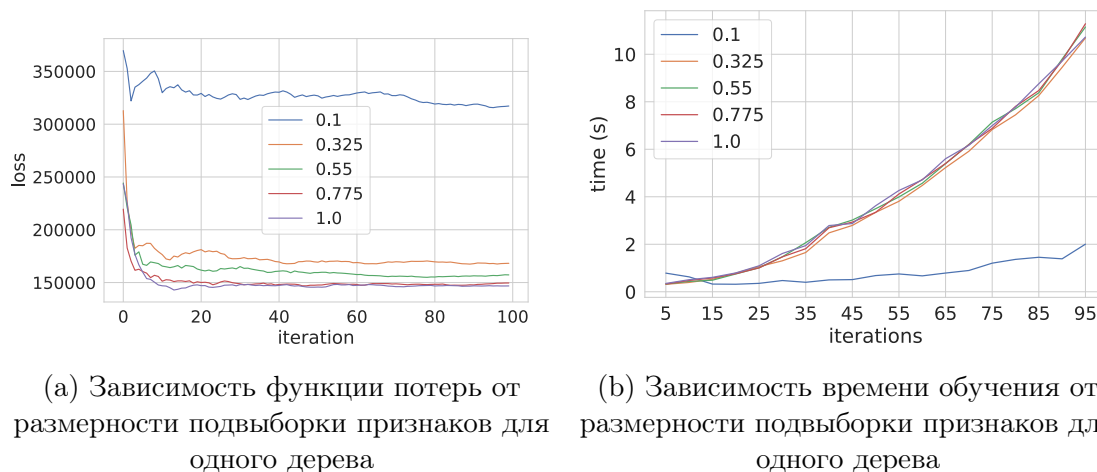 350000
300000
250000
200000
150000
loss
0 20 40 60 80 100
iteration
0.1
0.325
0.55
0.775
1.0
10
8
6
4
2
0
time (s)
5 15 25 35 45 55 65 75 85 95
iterations
0.1
0.325
0.55
0.775
1.0
(a) Зависимость функции потерь от
размерности подвыборки признаков для
одного дерева
(b) Зависимость времени обучения от
размерности подвыборки признаков дл
одного дерева